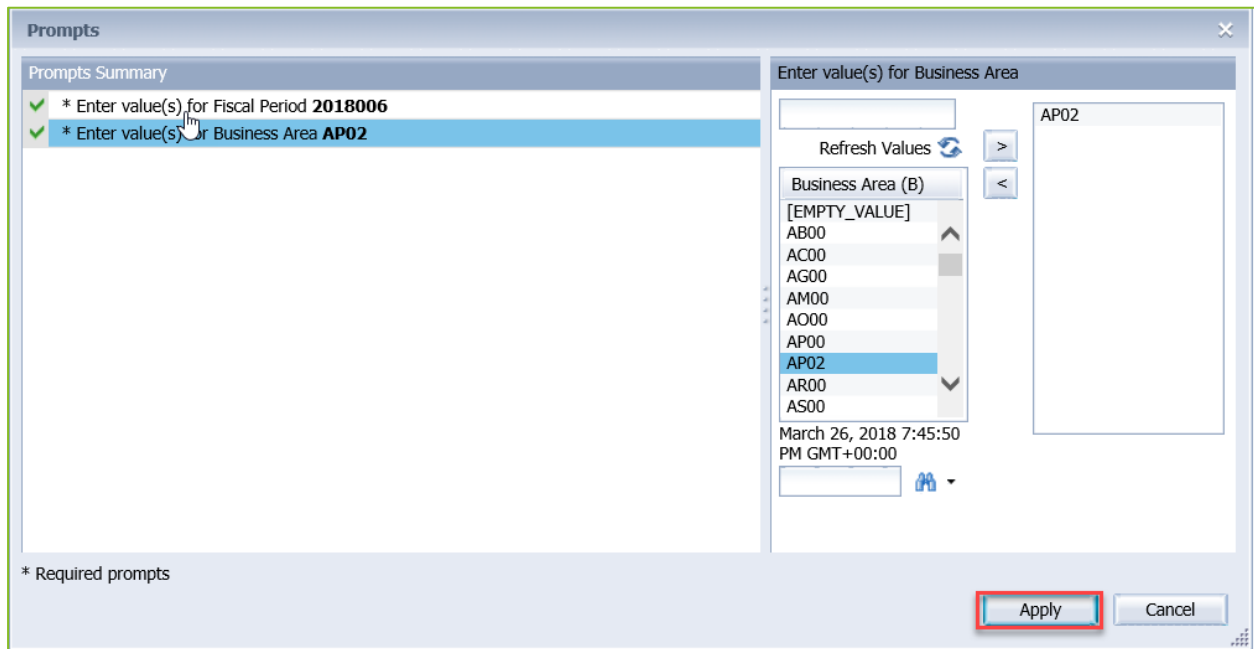 Prompts
Prompts Summary
* Enter value(s) for Fiscal Period 2018006
* Enter value(s) for Business Area AP02
Enter value(s) for Business Area
Refresh Values
>
<
Business Area (B)
[EMPTY_VALUE]
AB00
AC00
AG00
AM00
AO00
AP00
AP02
AR00
AS00
March 26, 2018 7:45:50
PM GMT+00:00
AP02
* Required prompts
Apply
Cancel